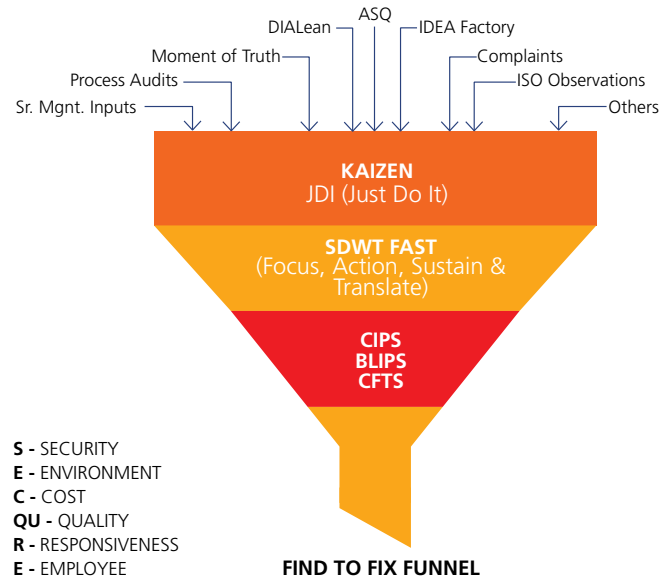 ASQ
DIALean
IDEA Factory
Moment of Truth
Complaints
Process Audits
ISO Observations
Sr. Mgnt. Inputs
Others
KAIZEN
JDI (Just Do It)
SDWT FAST
(Focus, Action, Sustain &
Translate)
CIPS
BLIPS
CFTS
S - SECURITY
E - ENVIRONMENT
C - COST
QU - QUALITY
R - RESPONSIVENESS
E - EMPLOYEE
FIND TO FIX FUNNEL